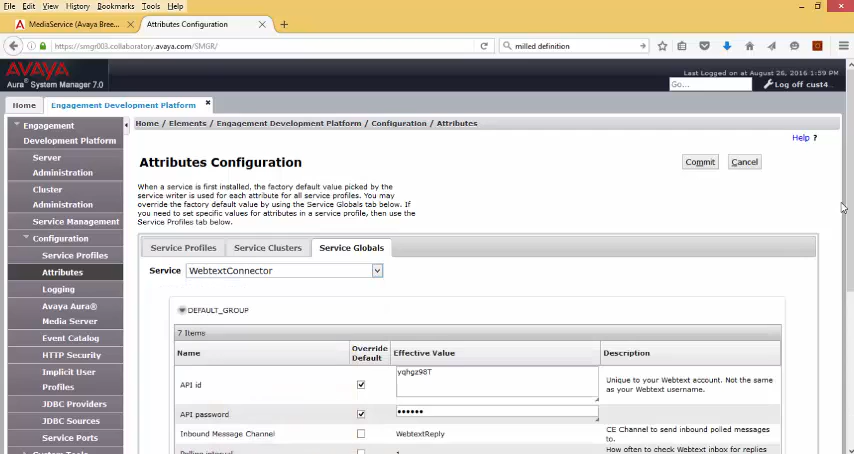 File Edit View History Bookmarks Tools Help
MediaService (Avaya Bree...
Attributes Configuration
https://smgr003.collaboratory.avaya.com/SMGR/
milled definition
AVAYA
Aura® System Manager 7.0
Last Logged on at August 26, 2016 1:59 PM
Go...
Log off cust4..
Home
Engagement Development Platform
Home / Elements / Engagement Development Platform / Configuration / Attributes
Help ?
Engagement
Development Platform
Server
Administration
Cluster
Administration
Service Management
Configuration
Service Profiles
Attributes
Logging
Avaya Aura®
Media Server
Event Catalog
HTTP Security
Implicit User
Profiles
JDBC Providers
JDBC Sources
Service Ports
Attributes Configuration
Commit
Cancel
When a service is first installed, the factory default value picked by the
service writer is used for each attribute for all service profiles. You may
override the factory default value by using the Service Globals tab below. If
you need to set specific values for attributes in a service profile, then use the
Service Profiles tab below.
Service Profiles
Service Clusters
Service Globals
Service
WebtextConnector
DEFAULT_GROUP
7 Items
Name
Override
Default
Effective Value
Description
API id
yqhgz98T
Unique to your Webtext account. Not the same
as your Webtext username.
API password
••••••
Inbound Message Channel
WebtextReply
CE Channel to send inbound polled messages
to.
Polling interval
1
How often to check Webtext inbox for replies